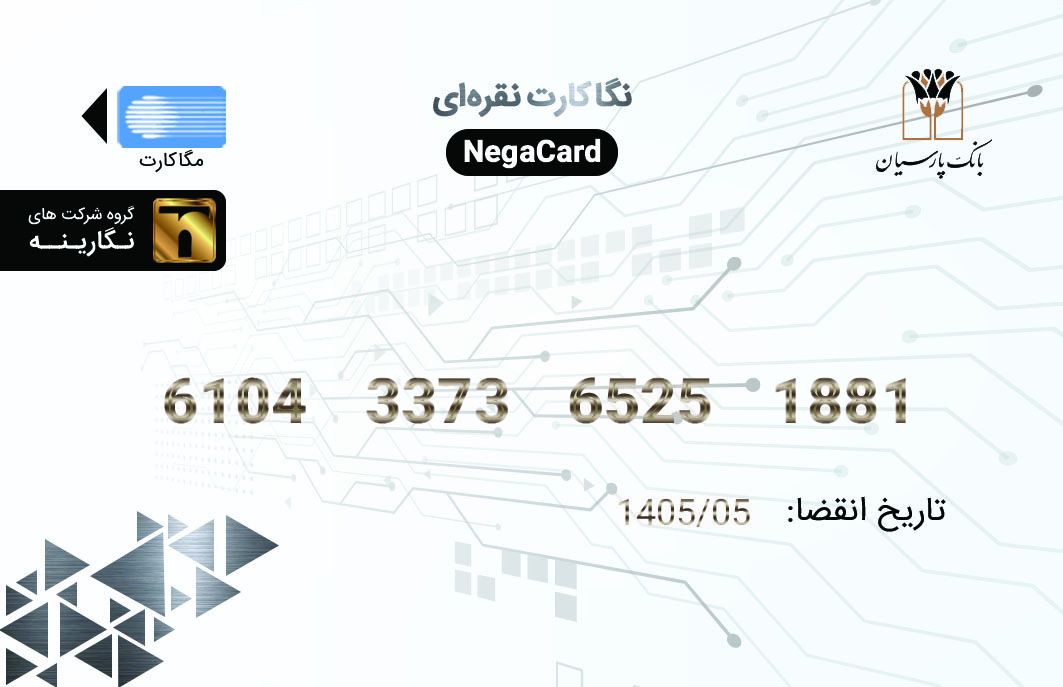 نگا کارت نقره‌ای
NegaCard
بانک پارسیان
مگا کارت
گروه شرکت های
نـگاریـنــه
6104 3373 6525 1881
تاریخ انقضا: 1405/05